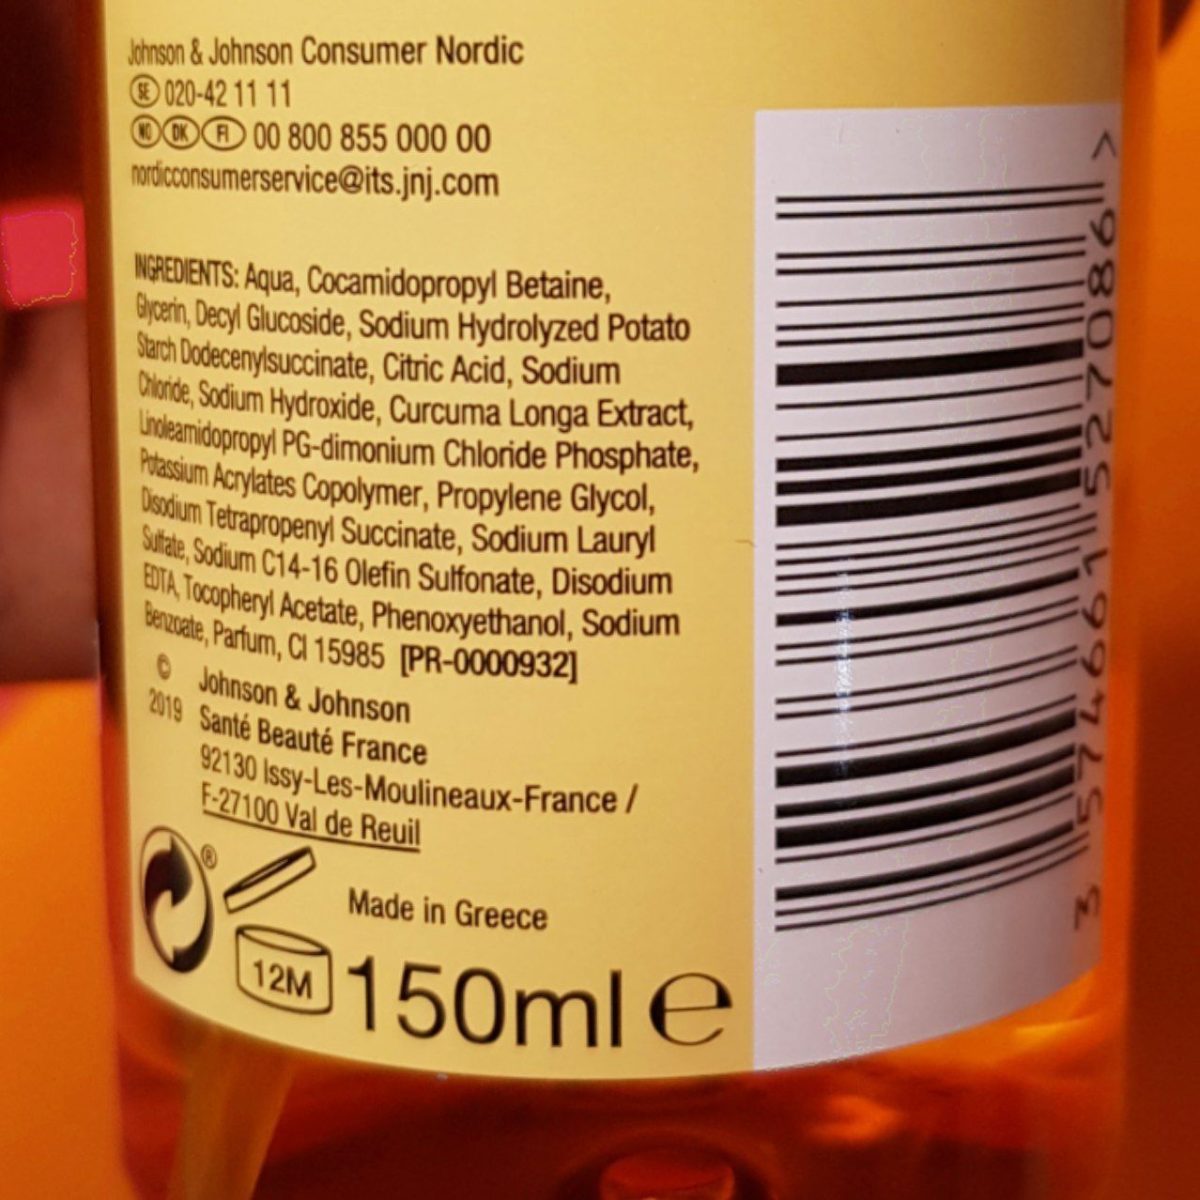 Johnson & Johnson Consumer Nordic
SE 020-42 11 11
NO DK FI 00 800 855 000 00
nordicconsumerservice@its.jnj.com
INGREDIENTS: Aqua, Cocamidopropyl Betaine,
Glycerin, Decyl Glucoside, Sodium Hydrolyzed Potato
Starch Dodecenylsuccinate, Citric Acid, Sodium
Chloride, Sodium Hydroxide, Curcuma Longa Extract,
Linoleamidopropyl PG-dimonium Chloride Phosphate,
Potassium Acrylates Copolymer, Propylene Glycol,
Disodium Tetrapropenyl Succinate, Sodium Lauryl
Sulfate, Sodium C14-16 Olefin Sulfonate, Disodium
EDTA, Tocopheryl Acetate, Phenoxyethanol, Sodium
Benzoate, Parfum, CI 15985 [PR-0000932]
© Johnson & Johnson
2019 Santé Beauté France
92130 Issy-Les-Moulineaux-France /
F-27100 Val de Reuil
®
Made in Greece
12M 150ml e
3 574661 527086 >